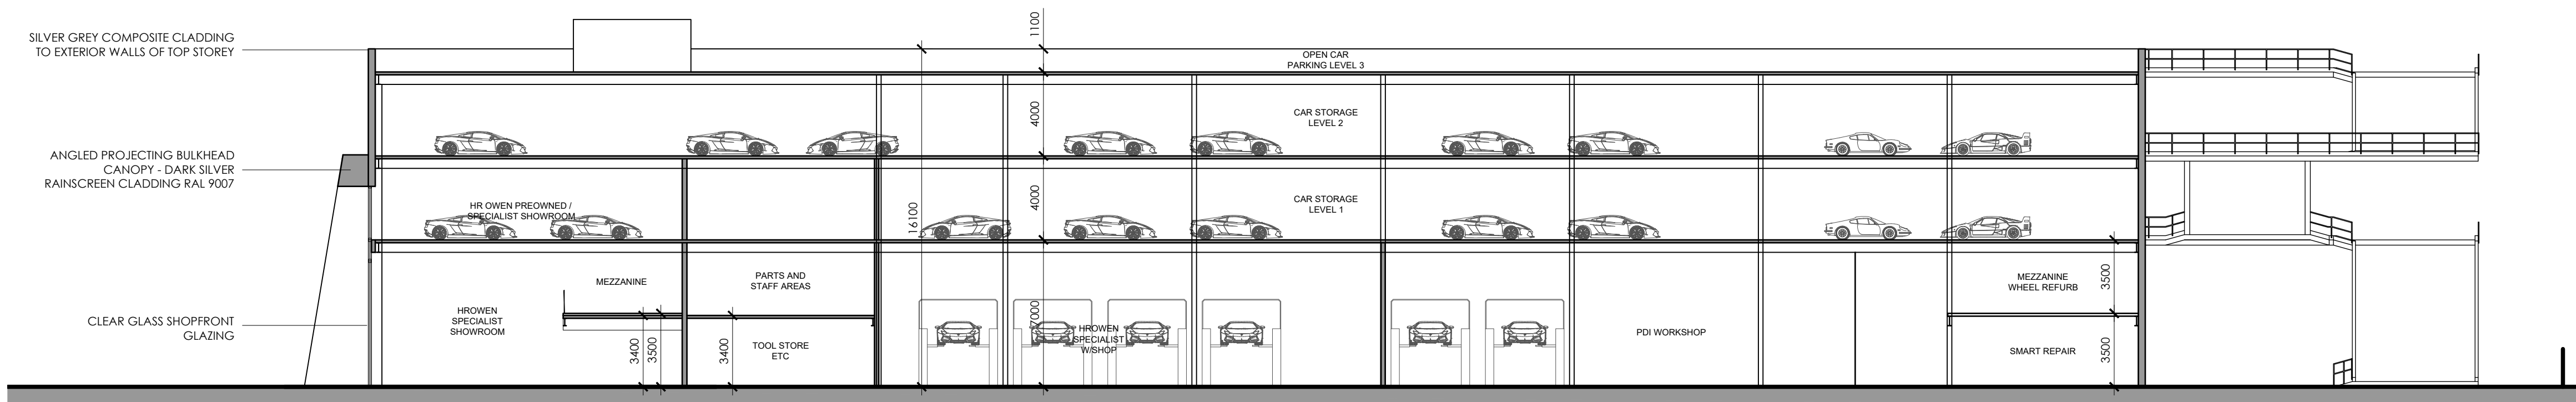 SILVER GREY COMPOSITE CLADDING
TO EXTERIOR WALLS OF TOP STOREY
ANGLED PROJECTING BULKHEAD
CANOPY - DARK SILVER
RAINSCREEN CLADDING RAL 9007
CLEAR GLASS SHOPFRONT
GLAZING
1100
OPEN CAR
PARKING LEVEL 3
4000
CAR STORAGE
LEVEL 2
HR OWEN PREOWNED /
SPECIALIST SHOWROOM
16100
4000
CAR STORAGE
LEVEL 1
MEZZANINE
PARTS AND
STAFF AREAS
HROWEN
SPECIALIST
SHOWROOM
3400
3500
3400
TOOL STORE
ETC
7000
HROWEN
SPECIALIST
W/SHOP
PDI WORKSHOP
MEZZANINE
WHEEL REFURB
3500
SMART REPAIR
3500